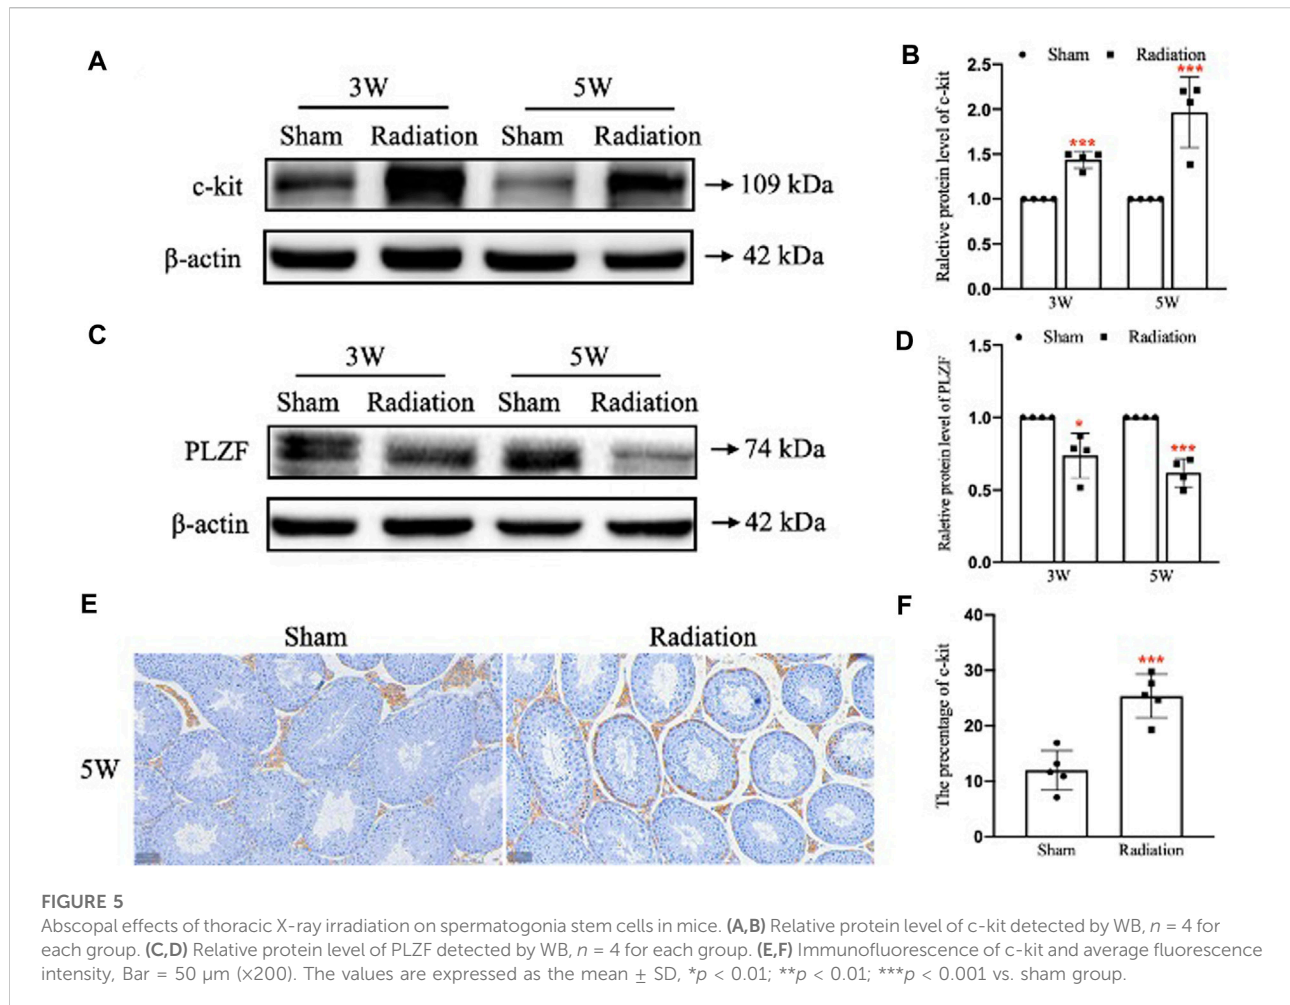 A
3W
5W
Sham
Radiation
Sham
Radiation
c-kit
109 kDa
β-actin
42 kDa
B
Sham
Radiation
Raletive protein level of c-kit
2.5
2.0
1.5
1.0
0.5
0.0
***
***
3W
5W
C
3W
5W
Sham
Radiation
Sham
Radiation
PLZF
74 kDa
β-actin
42 kDa
D
Sham
Radiation
Raletive protein level of PLZF
1.5
1.0
0.5
0.0
*
***
3W
5W
E
Sham
Radiation
5W
F
The precentage of c-kit
40
30
20
10
0
***
Sham
Radiation
FIGURE 5
Abscopal effects of thoracic X-ray irradiation on spermatogonia stem cells in mice. (A,B) Relative protein level of c-kit detected by WB, n = 4 for
each group. (C,D) Relative protein level of PLZF detected by WB, n = 4 for each group. (E,F) Immunofluorescence of c-kit and average fluorescence
intensity, Bar = 50 μm (×200). The values are expressed as the mean ± SD, *p < 0.01; **p < 0.01; ***p < 0.001 vs. sham group.